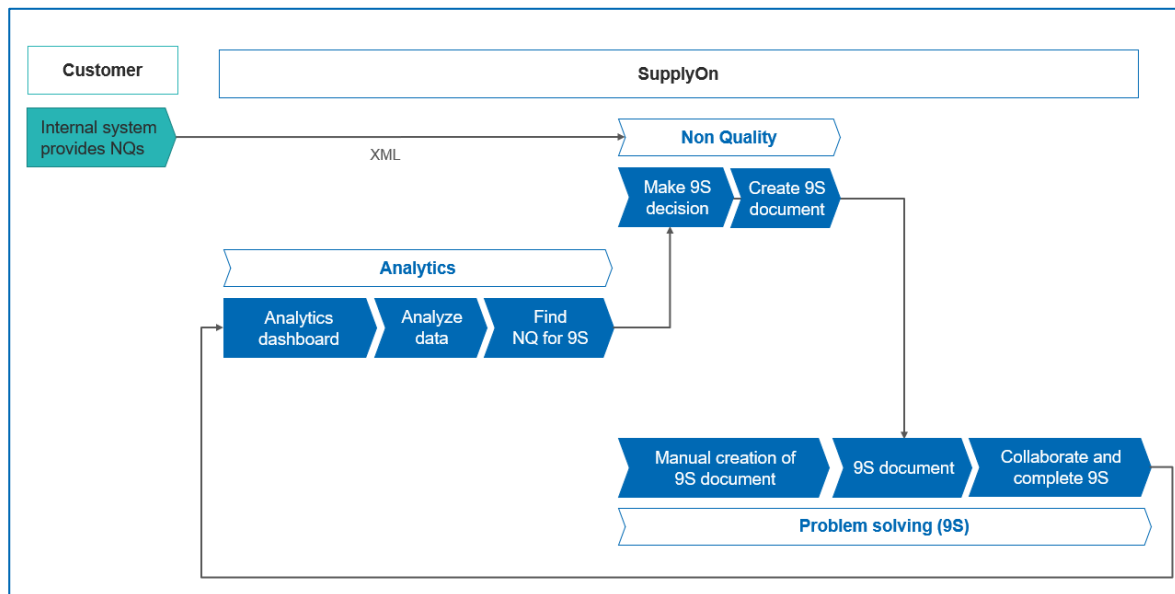 Customer
SupplyOn
Internal system
provides NQs
XML
Non Quality
Make 9S
decision
Create 9S
document
Analytics
Analytics
dashboard
Analyze
data
Find
NQ for 9S
Manual creation of
9S document
9S document
Collaborate and
complete 9S
Problem solving (9S)